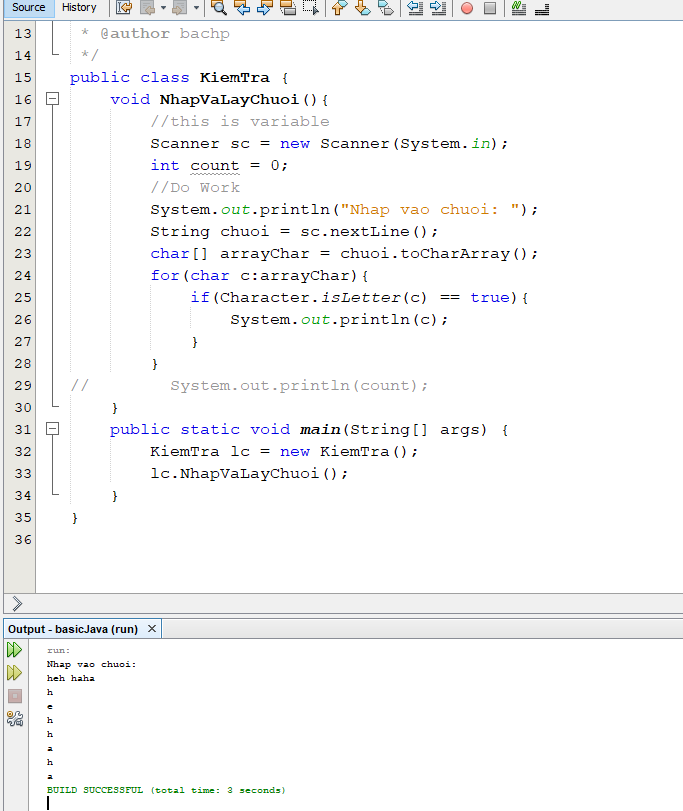 Source History
13 * @author bachp
14 */
15 public class KiemTra {
16 void NhapVaLayChuoi(){
17 //this is variable
18 Scanner sc = new Scanner(System.in);
19 int count = 0;
20 //Do Work
21 System.out.println("Nhap vao chuoi: ");
22 String chuoi = sc.nextLine();
23 char[] arrayChar = chuoi.toCharArray();
24 for(char c:arrayChar){
25 if(Character.isLetter(c) == true){
26 System.out.println(c);
27 }
28 }
29 // System.out.println(count);
30 }
31 public static void main(String[] args) {
32 KiemTra lc = new KiemTra();
33 lc.NhapVaLayChuoi();
34 }
35 }
36
Output - basicJava (run)
run:
Nhap vao chuoi:
heh haha
h
e
h
h
a
h
a
BUILD SUCCESSFUL (total time: 3 seconds)